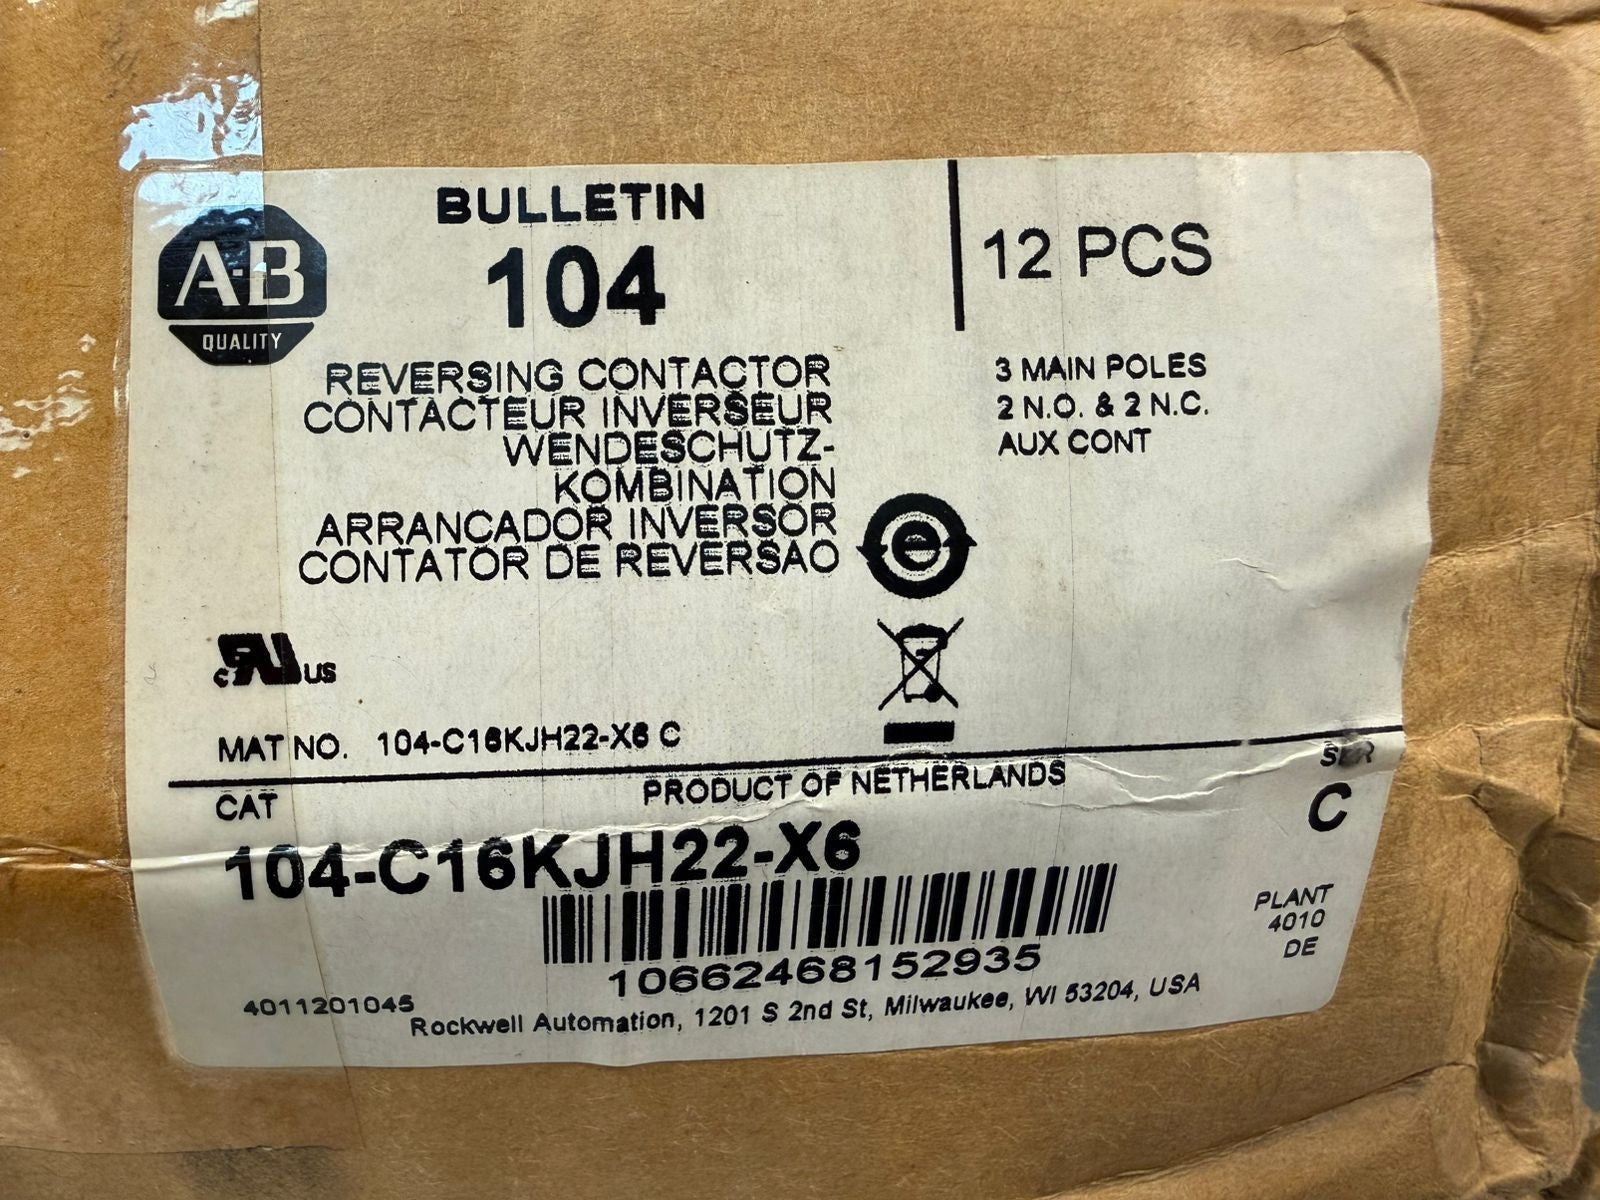 A-B
QUALITY
BULLETIN
104
12 PCS
REVERSING CONTACTOR
CONTACTEUR INVERSEUR
WENDESCHUTZ-
KOMBINATION
ARRANCADOR INVERSOR
CONTATOR DE REVERSAO
3 MAIN POLES
2 N.O. & 2 N.C.
AUX CONT
e
c RU US
MAT NO. 104-C16KJH22-X6 C
PRODUCT OF NETHERLANDS
SER
C
CAT
104-C16KJH22-X6
10662468152935
PLANT
4010
DE
4011201045
Rockwell Automation, 1201 S 2nd St, Milwaukee, WI 53204, USA